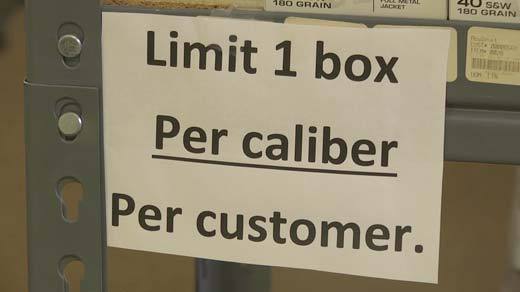 180 GRAIN
FULL METAL
JACKET
40 S&W
180 GRAIN
Limit 1 box
Per caliber
Per customer.